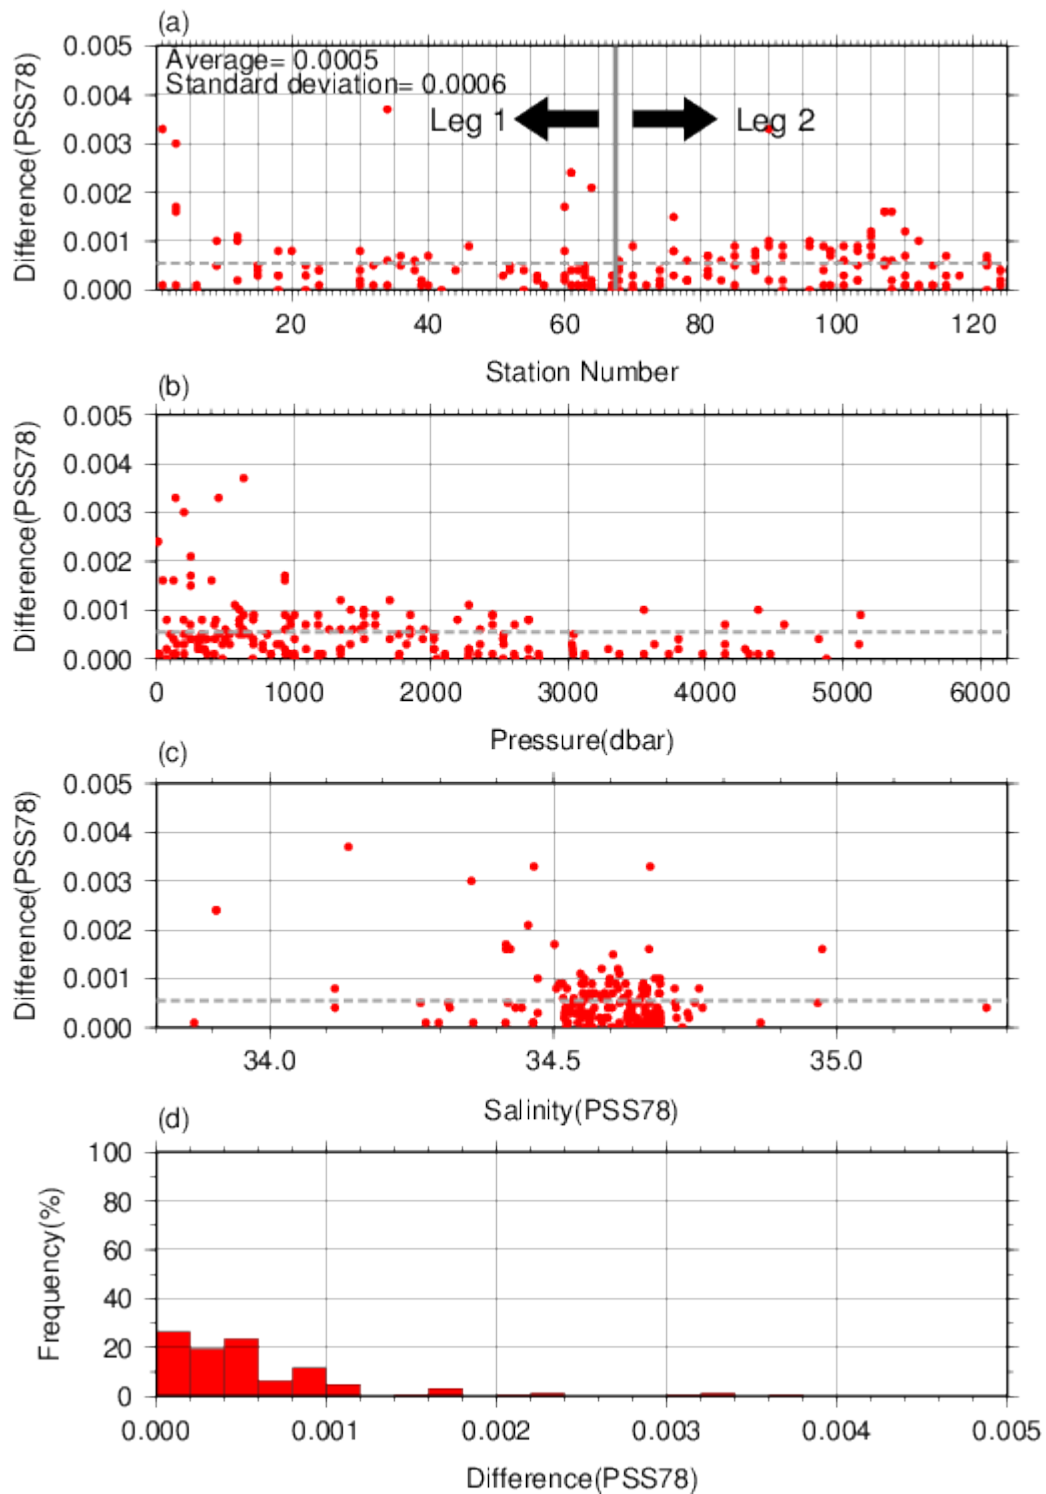 (a)
0.005
0.004
0.003
0.002
0.001
0.000
Difference(PSS78)
Average= 0.0005
Standard deviation= 0.0006
Leg 1
Leg 2
20 40 60 80 100 120
Station Number
(b)
0.005
0.004
0.003
0.002
0.001
0.000
Difference(PSS78)
0 1000 2000 3000 4000 5000 6000
Pressure(dbar)
(c)
0.005
0.004
0.003
0.002
0.001
0.000
Difference(PSS78)
34.0 34.5 35.0
Salinity(PSS78)
(d)
100
80
60
40
20
0
Frequency(%)
0.000 0.001 0.002 0.003 0.004 0.005
Difference(PSS78)